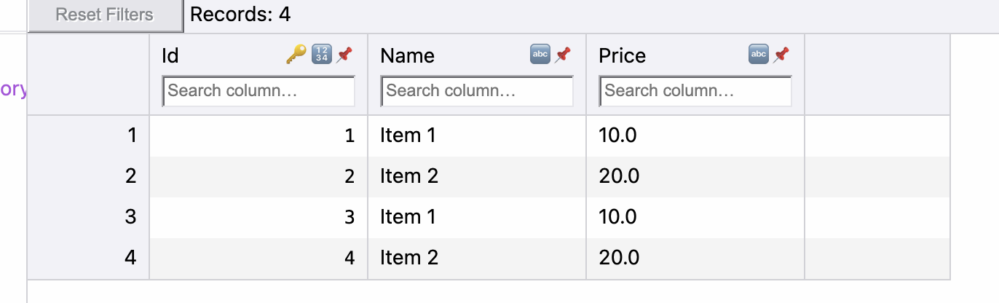 Reset Filters Records: 4
Id 🔑 🔢 📌 Name 🔤 📌 Price 🔤 📌
Search column... Search column... Search column...
ory
1 1 Item 1 10.0
2 2 Item 2 20.0
3 3 Item 1 10.0
4 4 Item 2 20.0